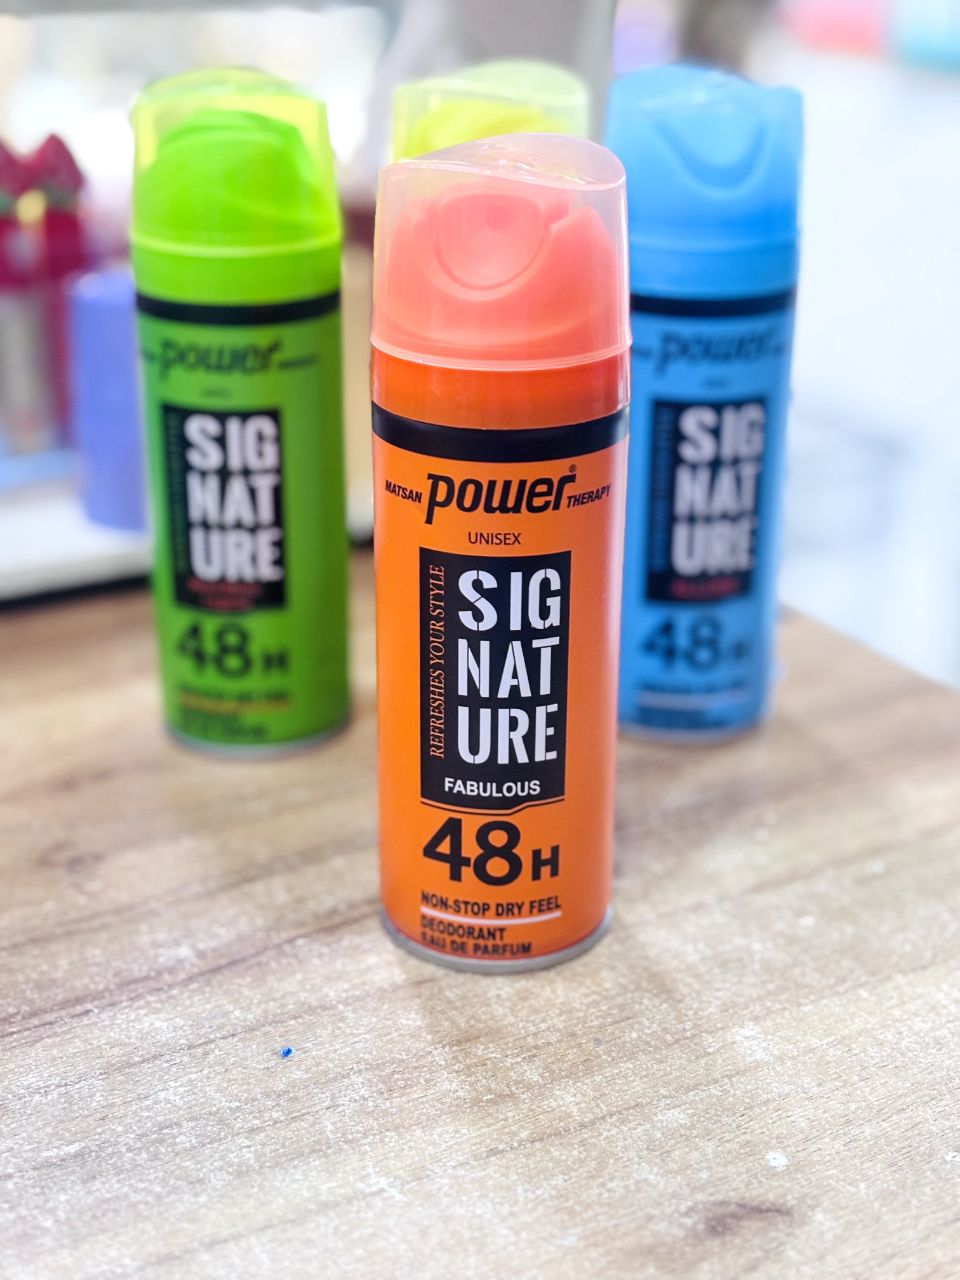 MATSAN power® THERAPY
UNISEX
REFRESHES YOUR STYLE
SIG
NAT
URE
FABULOUS
48H
NON-STOP DRY FEEL
DEODORANT
EAU DE PARFUM
power
SIG
NAT
URE
48H
power
SIG
NAT
URE
48H